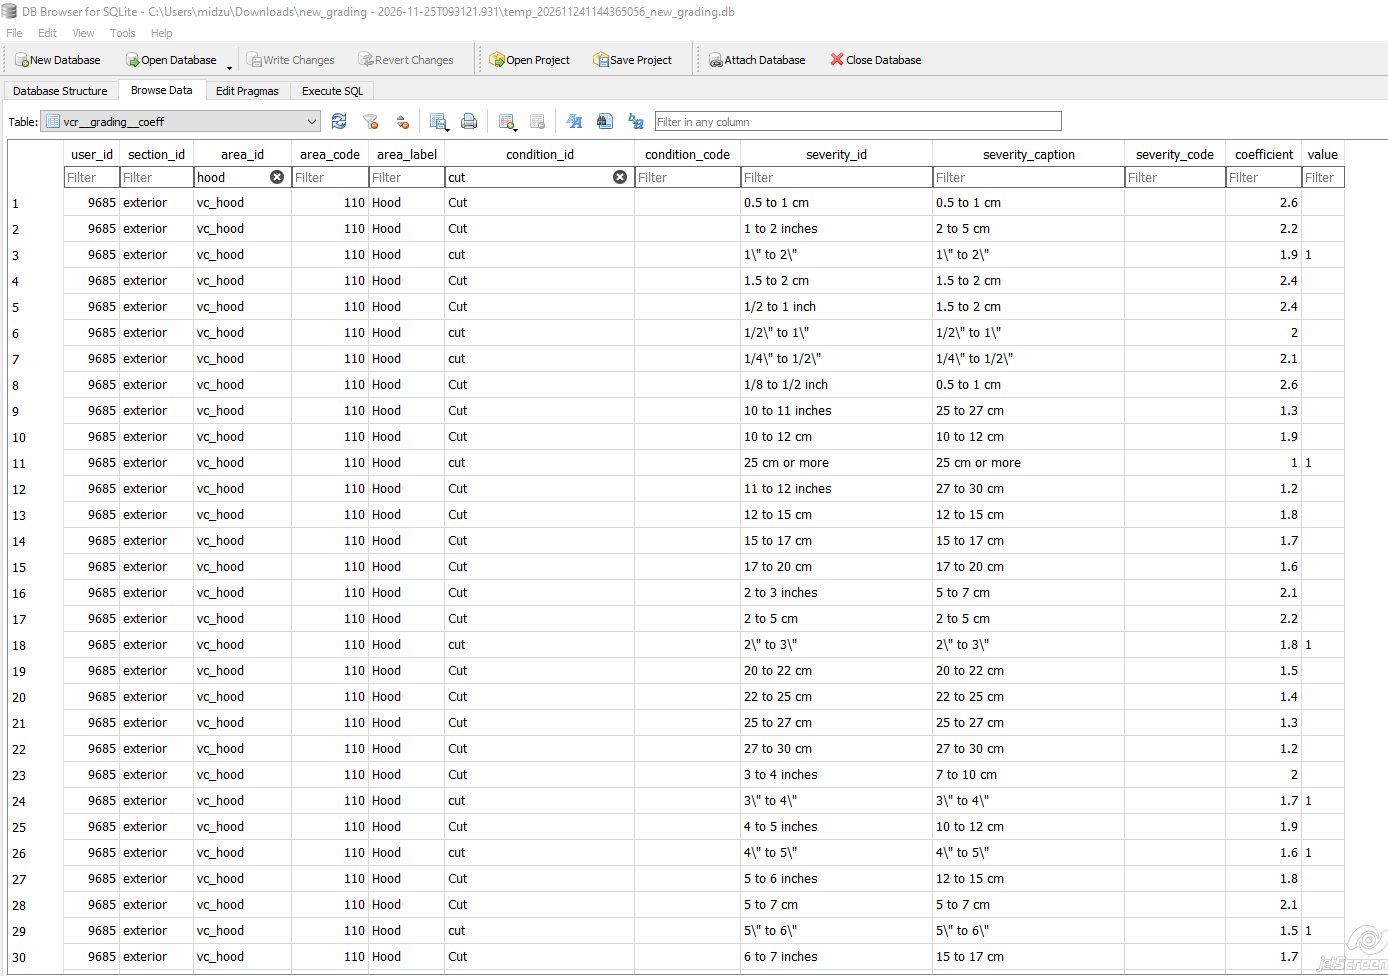 DB Browser for SQLite - C:\Users\midzu\Downloads\new_grading - 2026-11-25T093121.931\temp_202611241144365056_new_grading.db
File Edit View Tools Help
New Database Open Database Write Changes Revert Changes Open Project Save Project Attach Database Close Database
Database Structure Browse Data Edit Pragmas Execute SQL
Table: vcr__grading__coeff Filter in any column
user_id section_id area_id area_code area_label condition_id condition_code severity_id severity_caption severity_code coefficient value
Filter Filter hood Filter Filter cut Filter Filter Filter Filter Filter Filter
1 9685 exterior vc_hood 110 Hood Cut 0.5 to 1 cm 0.5 to 1 cm 2.6
2 9685 exterior vc_hood 110 Hood Cut 1 to 2 inches 2 to 5 cm 2.2
3 9685 exterior vc_hood 110 Hood cut 1\" to 2\" 1\" to 2\" 1.9 1
4 9685 exterior vc_hood 110 Hood Cut 1.5 to 2 cm 1.5 to 2 cm 2.4
5 9685 exterior vc_hood 110 Hood Cut 1/2 to 1 inch 1.5 to 2 cm 2.4
6 9685 exterior vc_hood 110 Hood cut 1/2\" to 1\" 1/2\" to 1\" 2
7 9685 exterior vc_hood 110 Hood cut 1/4\" to 1/2\" 1/4\" to 1/2\" 2.1
8 9685 exterior vc_hood 110 Hood Cut 1/8 to 1/2 inch 0.5 to 1 cm 2.6
9 9685 exterior vc_hood 110 Hood Cut 10 to 11 inches 25 to 27 cm 1.3
10 9685 exterior vc_hood 110 Hood Cut 10 to 12 cm 10 to 12 cm 1.9
11 9685 exterior vc_hood 110 Hood cut 25 cm or more 25 cm or more 1 1
12 9685 exterior vc_hood 110 Hood Cut 11 to 12 inches 27 to 30 cm 1.2
13 9685 exterior vc_hood 110 Hood Cut 12 to 15 cm 12 to 15 cm 1.8
14 9685 exterior vc_hood 110 Hood Cut 15 to 17 cm 15 to 17 cm 1.7
15 9685 exterior vc_hood 110 Hood Cut 17 to 20 cm 17 to 20 cm 1.6
16 9685 exterior vc_hood 110 Hood Cut 2 to 3 inches 5 to 7 cm 2.1
17 9685 exterior vc_hood 110 Hood Cut 2 to 5 cm 2 to 5 cm 2.2
18 9685 exterior vc_hood 110 Hood cut 2\" to 3\" 2\" to 3\" 1.8 1
19 9685 exterior vc_hood 110 Hood Cut 20 to 22 cm 20 to 22 cm 1.5
20 9685 exterior vc_hood 110 Hood Cut 22 to 25 cm 22 to 25 cm 1.4
21 9685 exterior vc_hood 110 Hood Cut 25 to 27 cm 25 to 27 cm 1.3
22 9685 exterior vc_hood 110 Hood Cut 27 to 30 cm 27 to 30 cm 1.2
23 9685 exterior vc_hood 110 Hood Cut 3 to 4 inches 7 to 10 cm 2
24 9685 exterior vc_hood 110 Hood cut 3\" to 4\" 3\" to 4\" 1.7 1
25 9685 exterior vc_hood 110 Hood Cut 4 to 5 inches 10 to 12 cm 1.9
26 9685 exterior vc_hood 110 Hood cut 4\" to 5\" 4\" to 5\" 1.6 1
27 9685 exterior vc_hood 110 Hood Cut 5 to 6 inches 12 to 15 cm 1.8
28 9685 exterior vc_hood 110 Hood Cut 5 to 7 cm 5 to 7 cm 2.1
29 9685 exterior vc_hood 110 Hood cut 5\" to 6\" 5\" to 6\" 1.5 1
30 9685 exterior vc_hood 110 Hood Cut 6 to 7 inches 15 to 17 cm 1.7
jetScreen